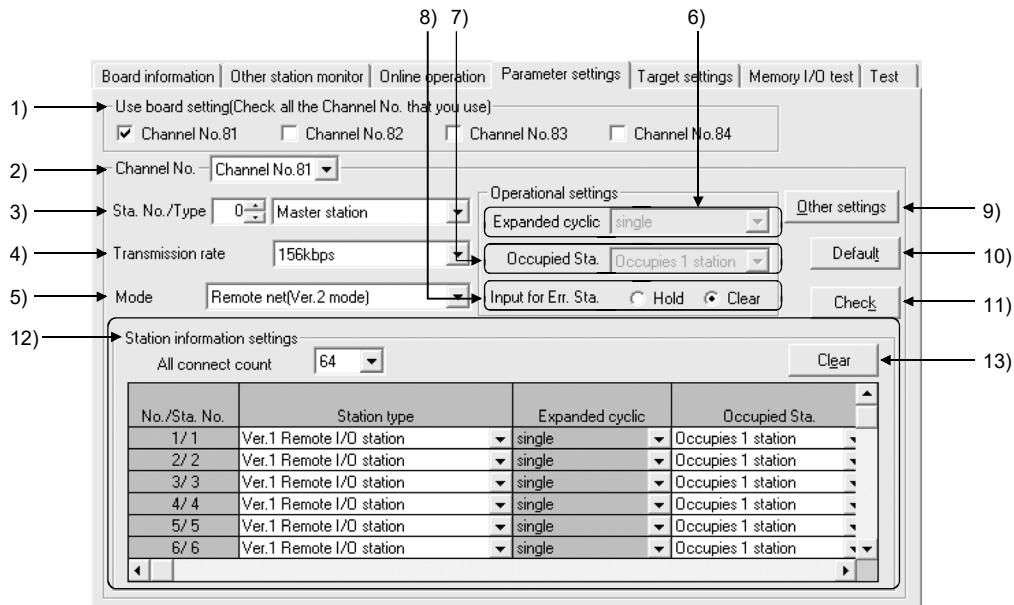 8) 7) 6)
Board information Other station monitor Online operation Parameter settings Target settings Memory I/O test Test
1) Use board setting(Check all the Channel No. that you use)
Channel No.81 Channel No.82 Channel No.83 Channel No.84
2) Channel No. Channel No.81
3) Sta. No./Type 0 Master station
Operational settings
Expanded cyclic single
Other settings 9)
4) Transmission rate 156kbps
Occupied Sta. Occupies 1 station
Default 10)
5) Mode Remote net(Ver.2 mode)
Input for Err. Sta. Hold Clear
Check 11)
12) Station information settings
All connect count 64
Clear 13)
No./Sta. No. Station type Expanded cyclic Occupied Sta.
1/ 1 Ver.1 Remote I/O station single Occupies 1 station
2/ 2 Ver.1 Remote I/O station single Occupies 1 station
3/ 3 Ver.1 Remote I/O station single Occupies 1 station
4/ 4 Ver.1 Remote I/O station single Occupies 1 station
5/ 5 Ver.1 Remote I/O station single Occupies 1 station
6/ 6 Ver.1 Remote I/O station single Occupies 1 station